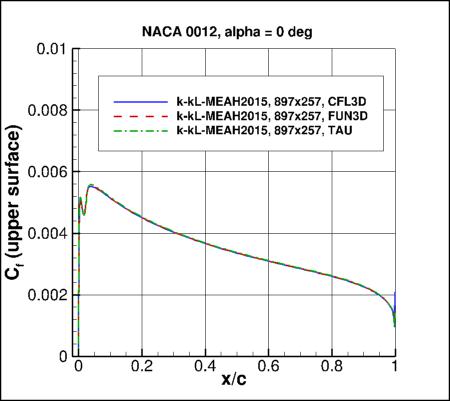 NACA 0012, alpha = 0 deg
0.01
k-kL-MEAH2015, 897x257, CFL3D
k-kL-MEAH2015, 897x257, FUN3D
k-kL-MEAH2015, 897x257, TAU
0.008
0.006
0.004
0.002
0
Cf (upper surface)
0 0.2 0.4 0.6 0.8 1
x/c